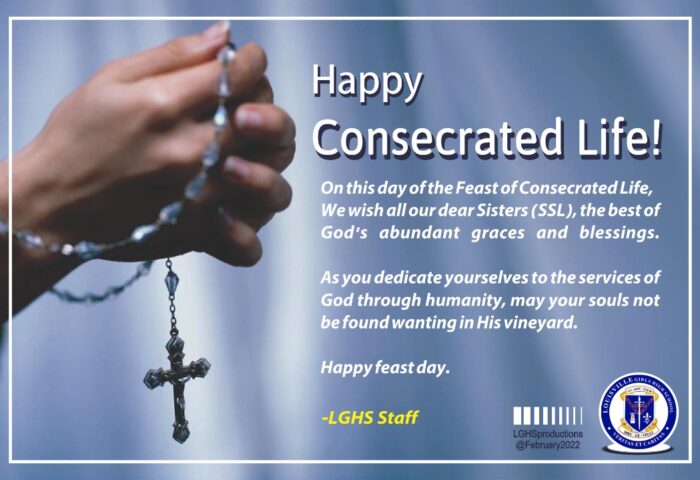 Happy
Consecrated Life!
On this day of the Feast of Consecrated Life,
We wish all our dear Sisters (SSL), the best of
God's abundant graces and blessings.
As you dedicate yourselves to the services of
God through humanity, may your souls not
be found wanting in His vineyard.
Happy feast day.
-LGHS Staff
LGHSproductions
@February2022
LOUISVILLE GIRLS HIGH SCHOOL
VERITAS ET CARITAS